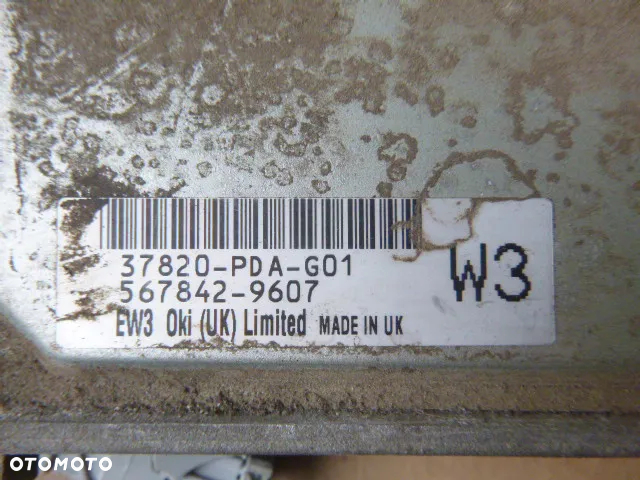 37820-PDA-G01
567842-9607
W3
EW3 Oki (UK) Limited MADE IN UK
OTOMOTO